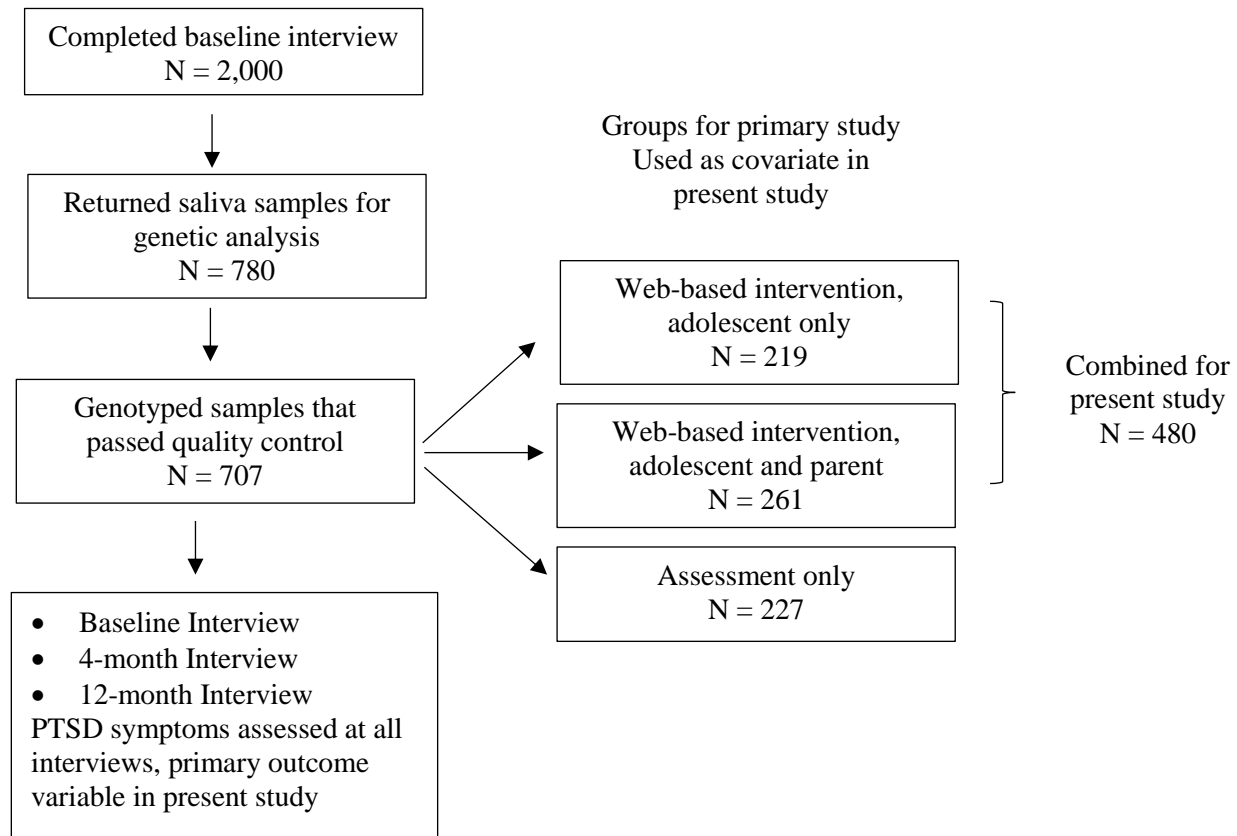 Completed baseline interview
N = 2,000
Returned saliva samples for
genetic analysis
N = 780
Genotyped samples that
passed quality control
N = 707
• Baseline Interview
• 4-month Interview
• 12-month Interview
PTSD symptoms assessed at all
interviews, primary outcome
variable in present study
Groups for primary study
Used as covariate in
present study
Web-based intervention,
adolescent only
N = 219
Web-based intervention,
adolescent and parent
N = 261
Assessment only
N = 227
Combined for
present study
N = 480